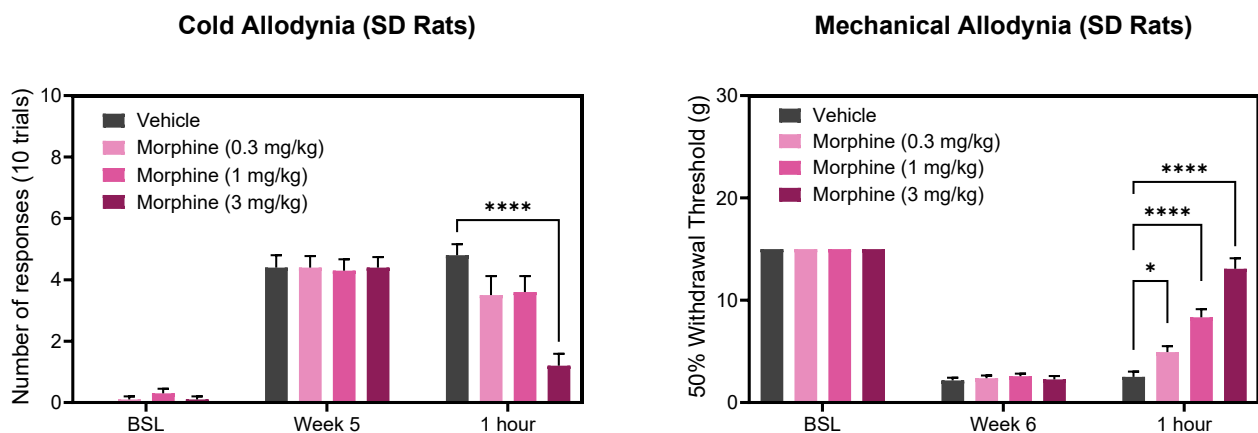 Cold Allodynia (SD Rats)
Number of responses (10 trials)
10
8
6
4
2
0
Vehicle
Morphine (0.3 mg/kg)
Morphine (1 mg/kg)
Morphine (3 mg/kg)
****
BSL
Week 5
1 hour
Mechanical Allodynia (SD Rats)
50% Withdrawal Threshold (g)
30
20
10
0
Vehicle
Morphine (0.3 mg/kg)
Morphine (1 mg/kg)
Morphine (3 mg/kg)
****
****
*
BSL
Week 6
1 hour